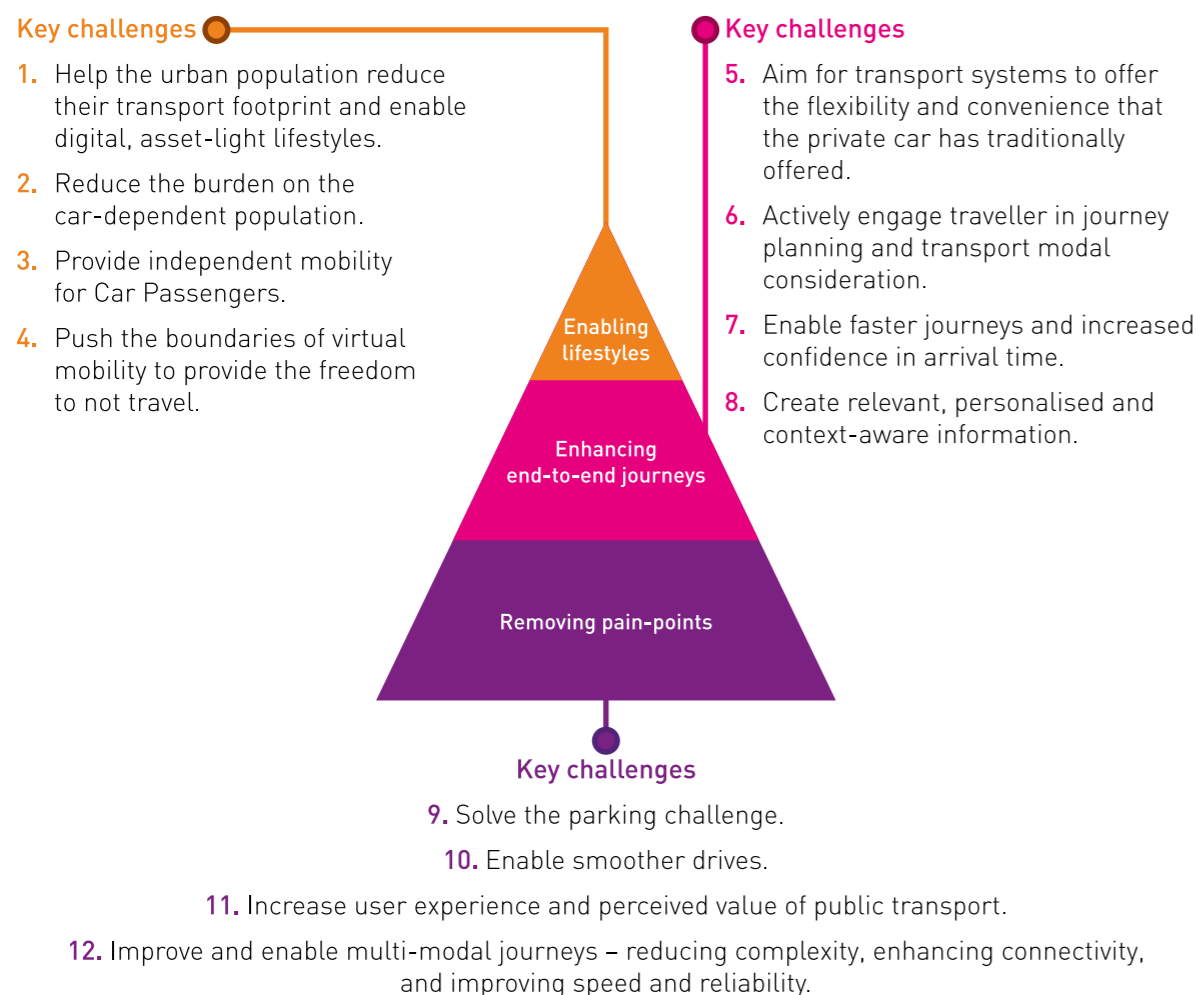 Key challenges
1. Help the urban population reduce
their transport footprint and enable
digital, asset-light lifestyles.
2. Reduce the burden on the
car-dependent population.
3. Provide independent mobility
for Car Passengers.
4. Push the boundaries of virtual
mobility to provide the freedom
to not travel.
Key challenges
5. Aim for transport systems to offer
the flexibility and convenience that
the private car has traditionally
offered.
6. Actively engage traveller in journey
planning and transport modal
consideration.
7. Enable faster journeys and increased
confidence in arrival time.
8. Create relevant, personalised and
context-aware information.
Enabling
lifestyles
Enhancing
end-to-end journeys
Removing pain-points
Key challenges
9. Solve the parking challenge.
10. Enable smoother drives.
11. Increase user experience and perceived value of public transport.
12. Improve and enable multi-modal journeys – reducing complexity, enhancing connectivity,
and improving speed and reliability.